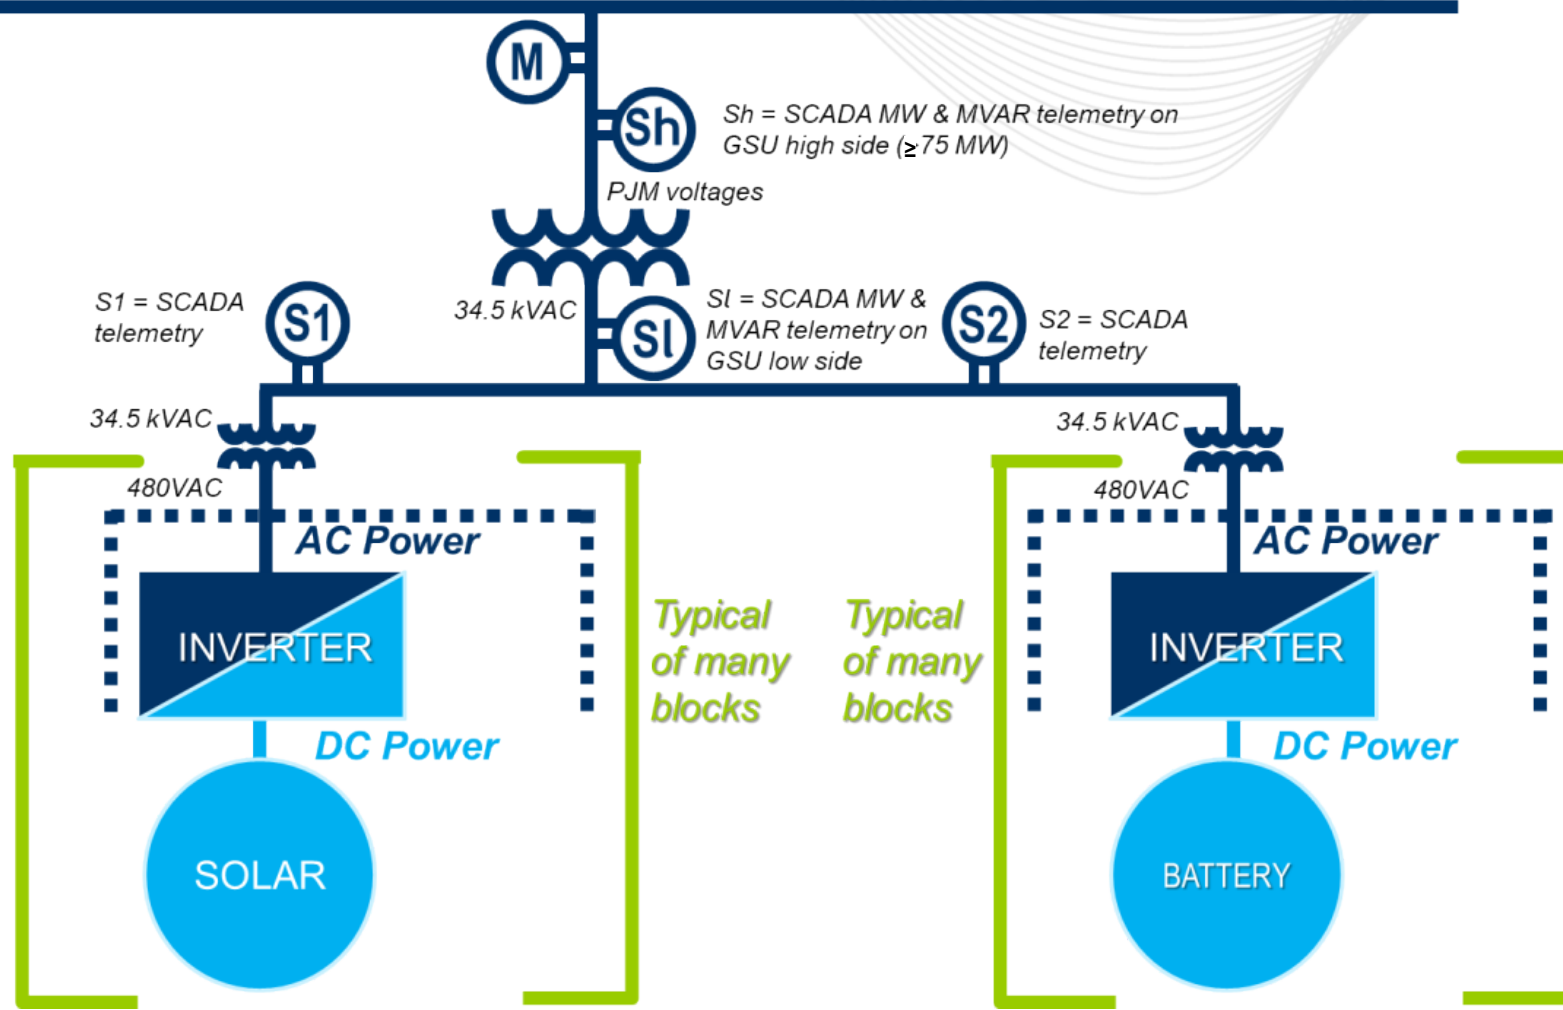 M
Sh
Sh = SCADA MW & MVAR telemetry on
GSU high side (≥75 MW)
PJM voltages
S1 = SCADA
telemetry
S1
34.5 kVAC
Sl
Sl = SCADA MW &
MVAR telemetry on
GSU low side
S2
S2 = SCADA
telemetry
34.5 kVAC
480VAC
AC Power
INVERTER
DC Power
SOLAR
Typical
of many
blocks
Typical
of many
blocks
34.5 kVAC
480VAC
AC Power
INVERTER
DC Power
BATTERY